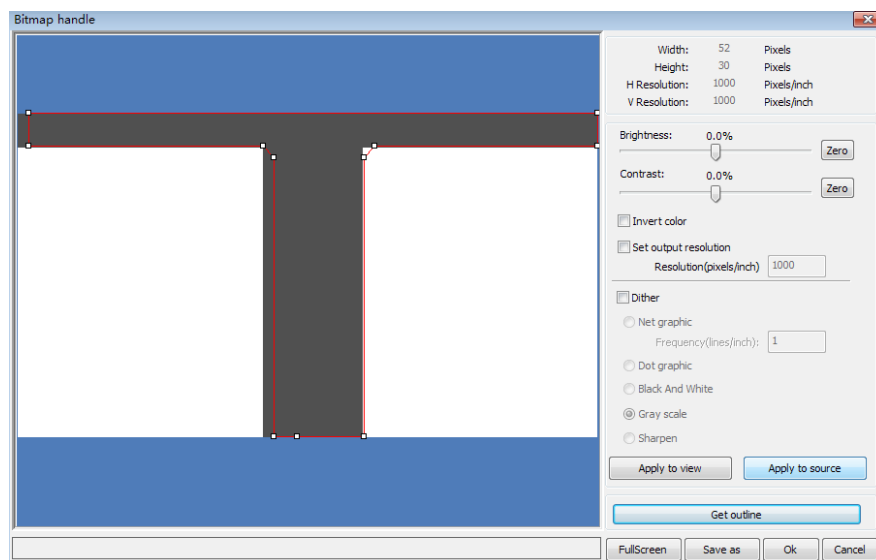 Bitmap handle
Width: 52 Pixels
Height: 30 Pixels
H Resolution: 1000 Pixels/inch
V Resolution: 1000 Pixels/inch
Brightness: 0.0%
Zero
Contrast: 0.0%
Zero
Invert color
Set output resolution
Resolution(pixels/inch) 1000
Dither
Net graphic
Frequency(lines/inch): 1
Dot graphic
Black And White
Gray scale
Sharpen
Apply to view Apply to source
Get outline
FullScreen Save as Ok Cancel